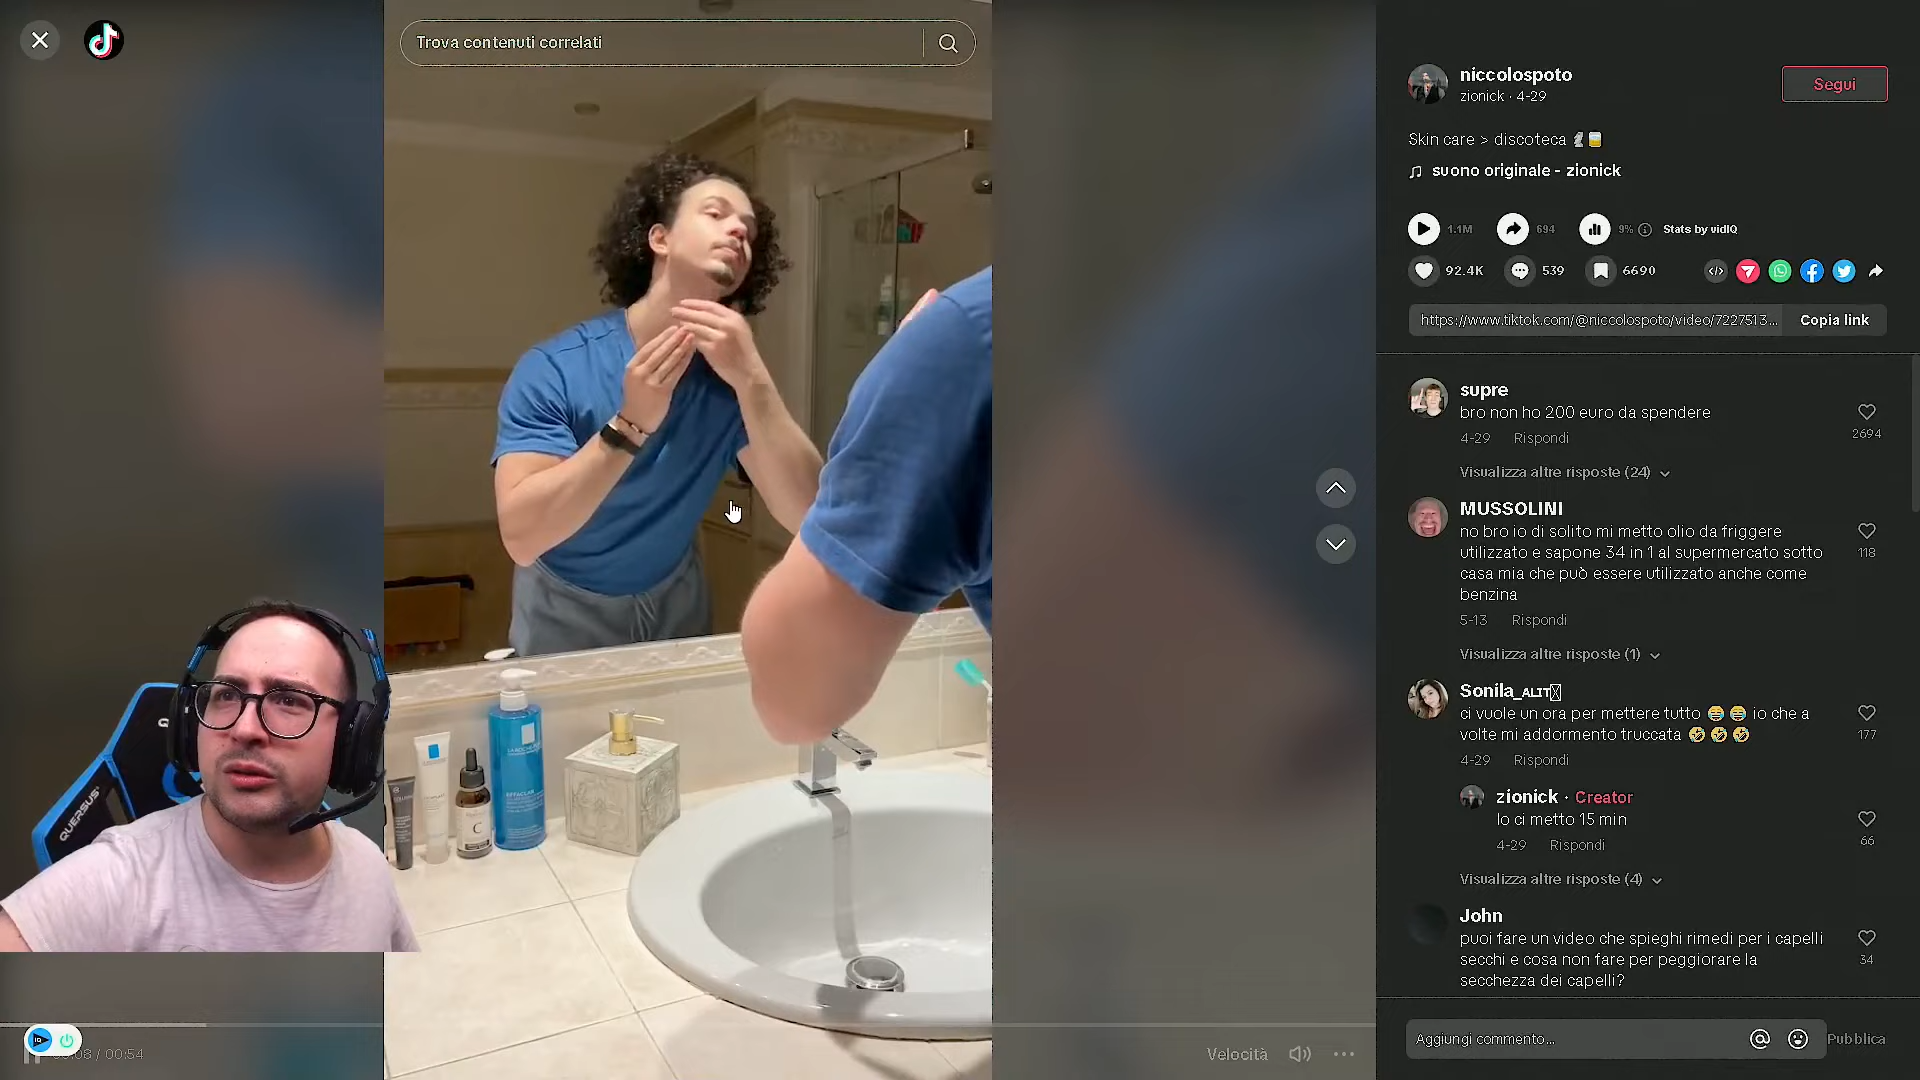 Trova contenuti correlati
niccolospoto
zionick · 4-29
Segui
Skin care > discoteca
suono originale - zionick
1.1M
694
9%
Stats by vidIQ
92.4K
539
6690
https://www.tiktok.com/@niccolospoto/video/7227513...
Copia link
supre
bro non ho 200 euro da spendere
2694
4-29 Rispondi
Visualizza altre risposte (24)
MUSSOLINI
no bro io di solito mi metto olio da friggere
utilizzato e sapone 34 in 1 al supermercato sotto
casa mia che può essere utilizzato anche come
benzina
118
5-13 Rispondi
Visualizza altre risposte (1)
Sonila_ᴀʟɪᴛ
ci vuole un ora per mettere tutto 😂 😂 io che a
volte mi addormento truccata 🤣 🤣 🤣
177
4-29 Rispondi
zionick · Creator
Io ci metto 15 min
66
4-29 Rispondi
Visualizza altre risposte (4)
John
puoi fare un video che spieghi rimedi per i capelli
secchi e cosa non fare per peggiorare la
secchezza dei capelli?
34
Aggiungi commento...
Pubblica
Velocità
/ 00:54
QUERSUS
EFFACLAR
C